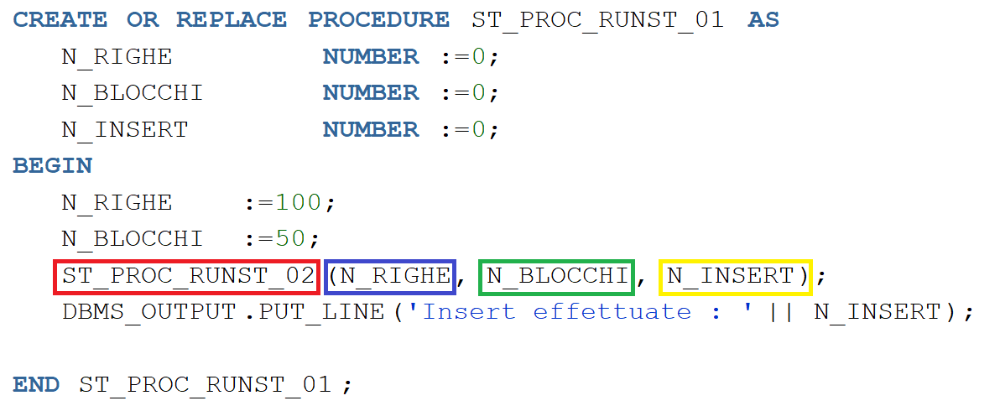 CREATE OR REPLACE PROCEDURE ST_PROC_RUNST_01 AS
N_RIGHE NUMBER :=0;
N_BLOCCHI NUMBER :=0;
N_INSERT NUMBER :=0;
BEGIN
N_RIGHE :=100;
N_BLOCCHI :=50;
ST_PROC_RUNST_02 (N_RIGHE, N_BLOCCHI, N_INSERT);
DBMS_OUTPUT.PUT_LINE('Insert effettuate : ' || N_INSERT);
END ST_PROC_RUNST_01;